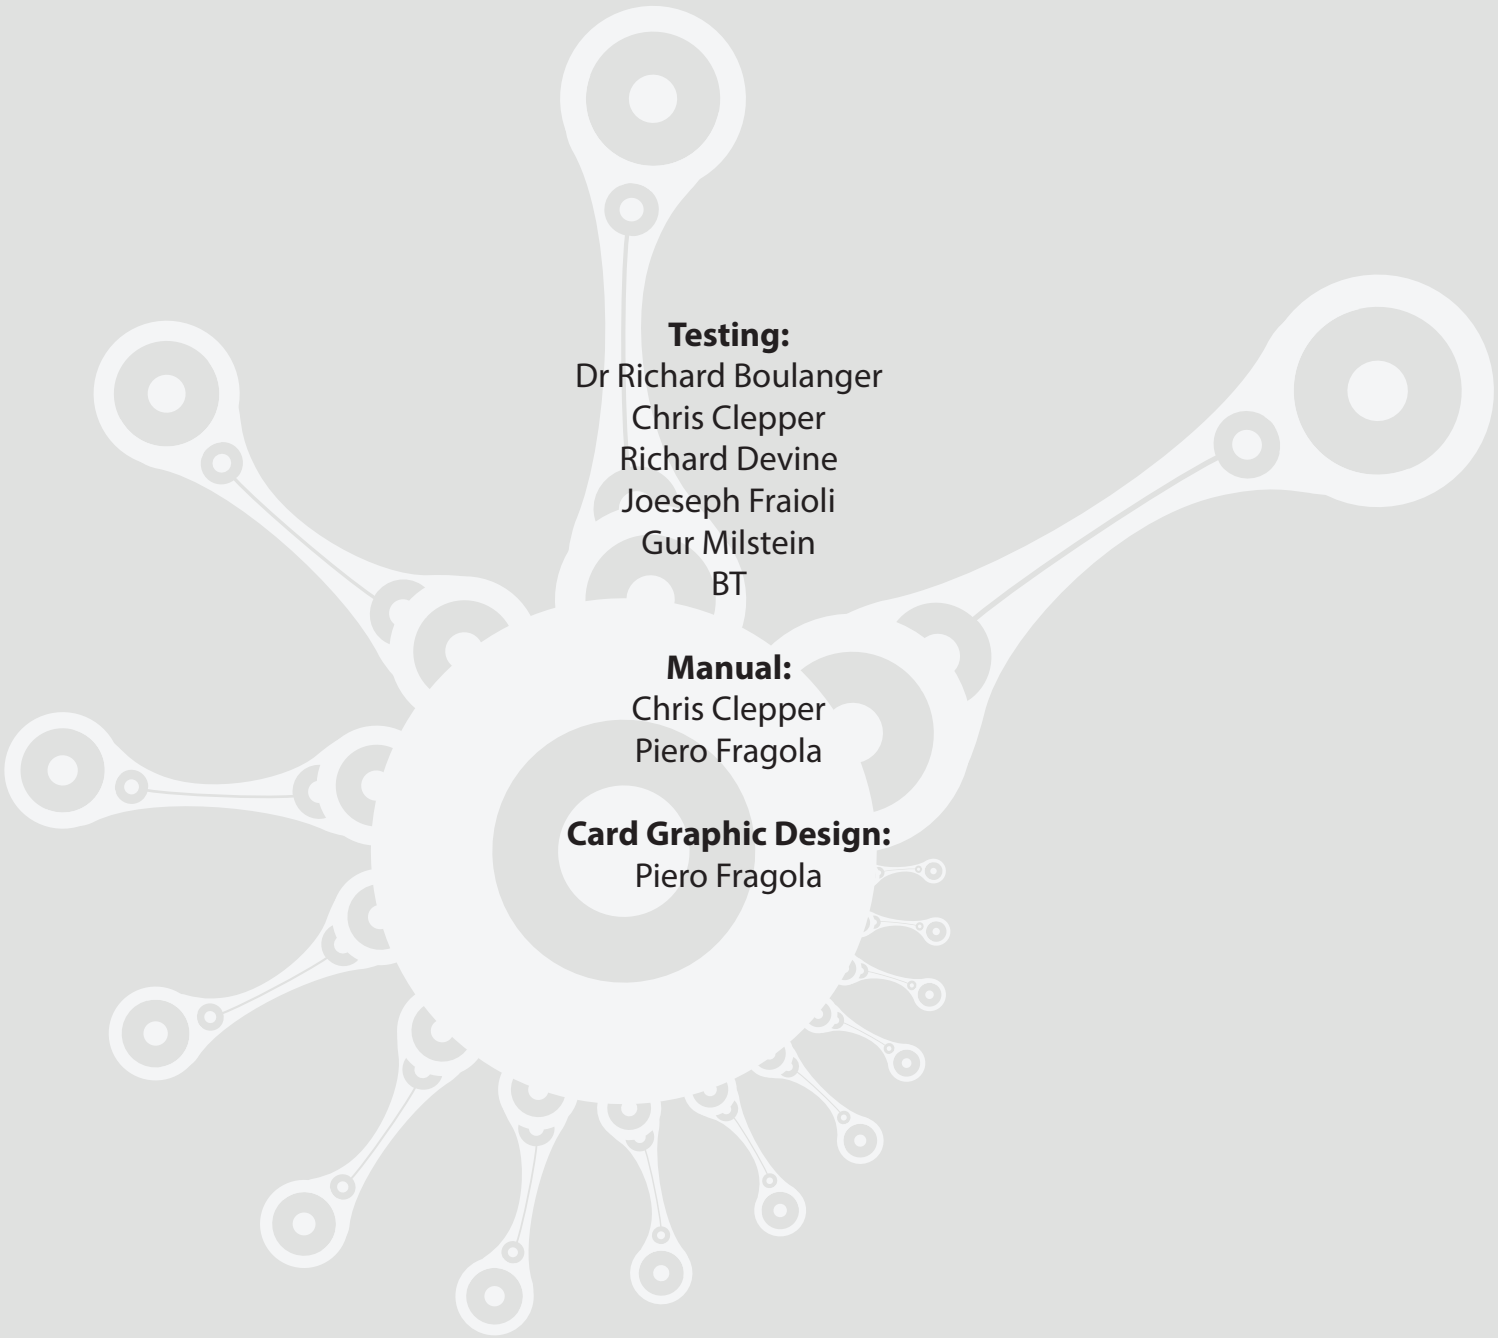 Testing:
Dr Richard Boulanger
Chris Clepper
Richard Devine
Joeseph Fraioli
Gur Milstein
BT
Manual:
Chris Clepper
Piero Fragola
Card Graphic Design:
Piero Fragola